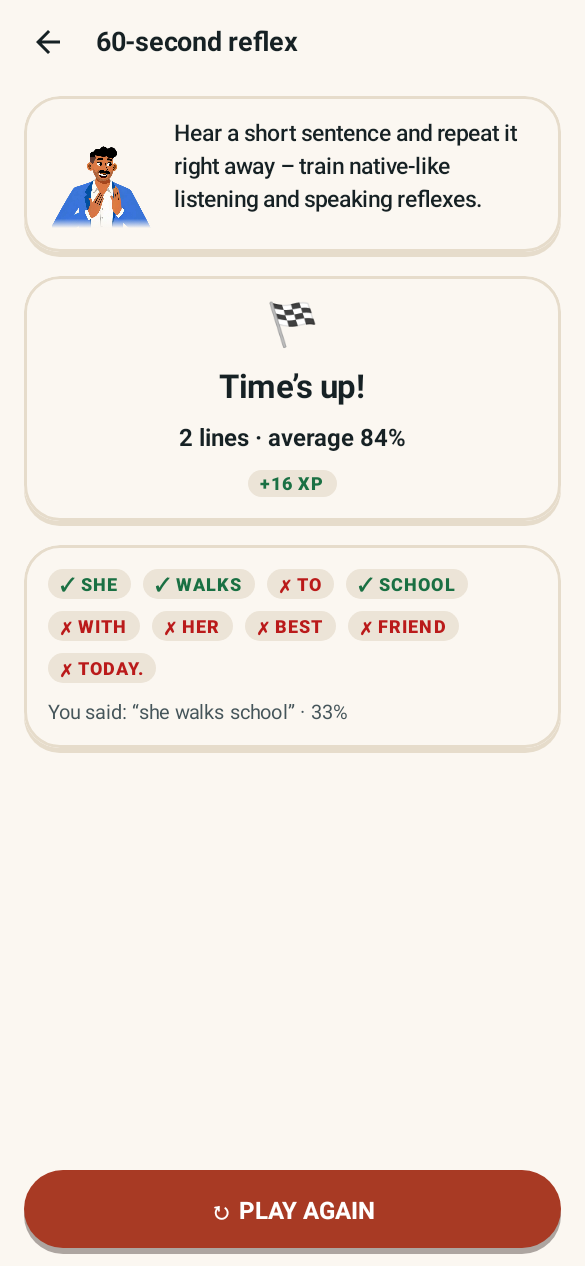 60-second reflex
Hear a short sentence and repeat it
right away – train native-like
listening and speaking reflexes.
Time's up!
2 lines · average 84%
+16 XP
✓ SHE ✓ WALKS ✗ TO ✓ SCHOOL
✗ WITH ✗ HER ✗ BEST ✗ FRIEND
✗ TODAY.
You said: “she walks school” · 33%
↻ PLAY AGAIN